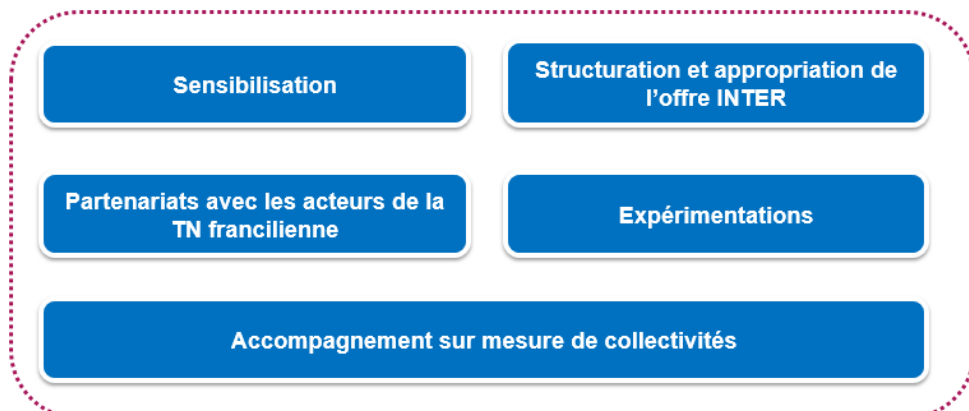 Sensibilisation
Structuration et appropriation de
l’offre INTER
Partenariats avec les acteurs de la
TN francilienne
Expérimentations
Accompagnement sur mesure de collectivités